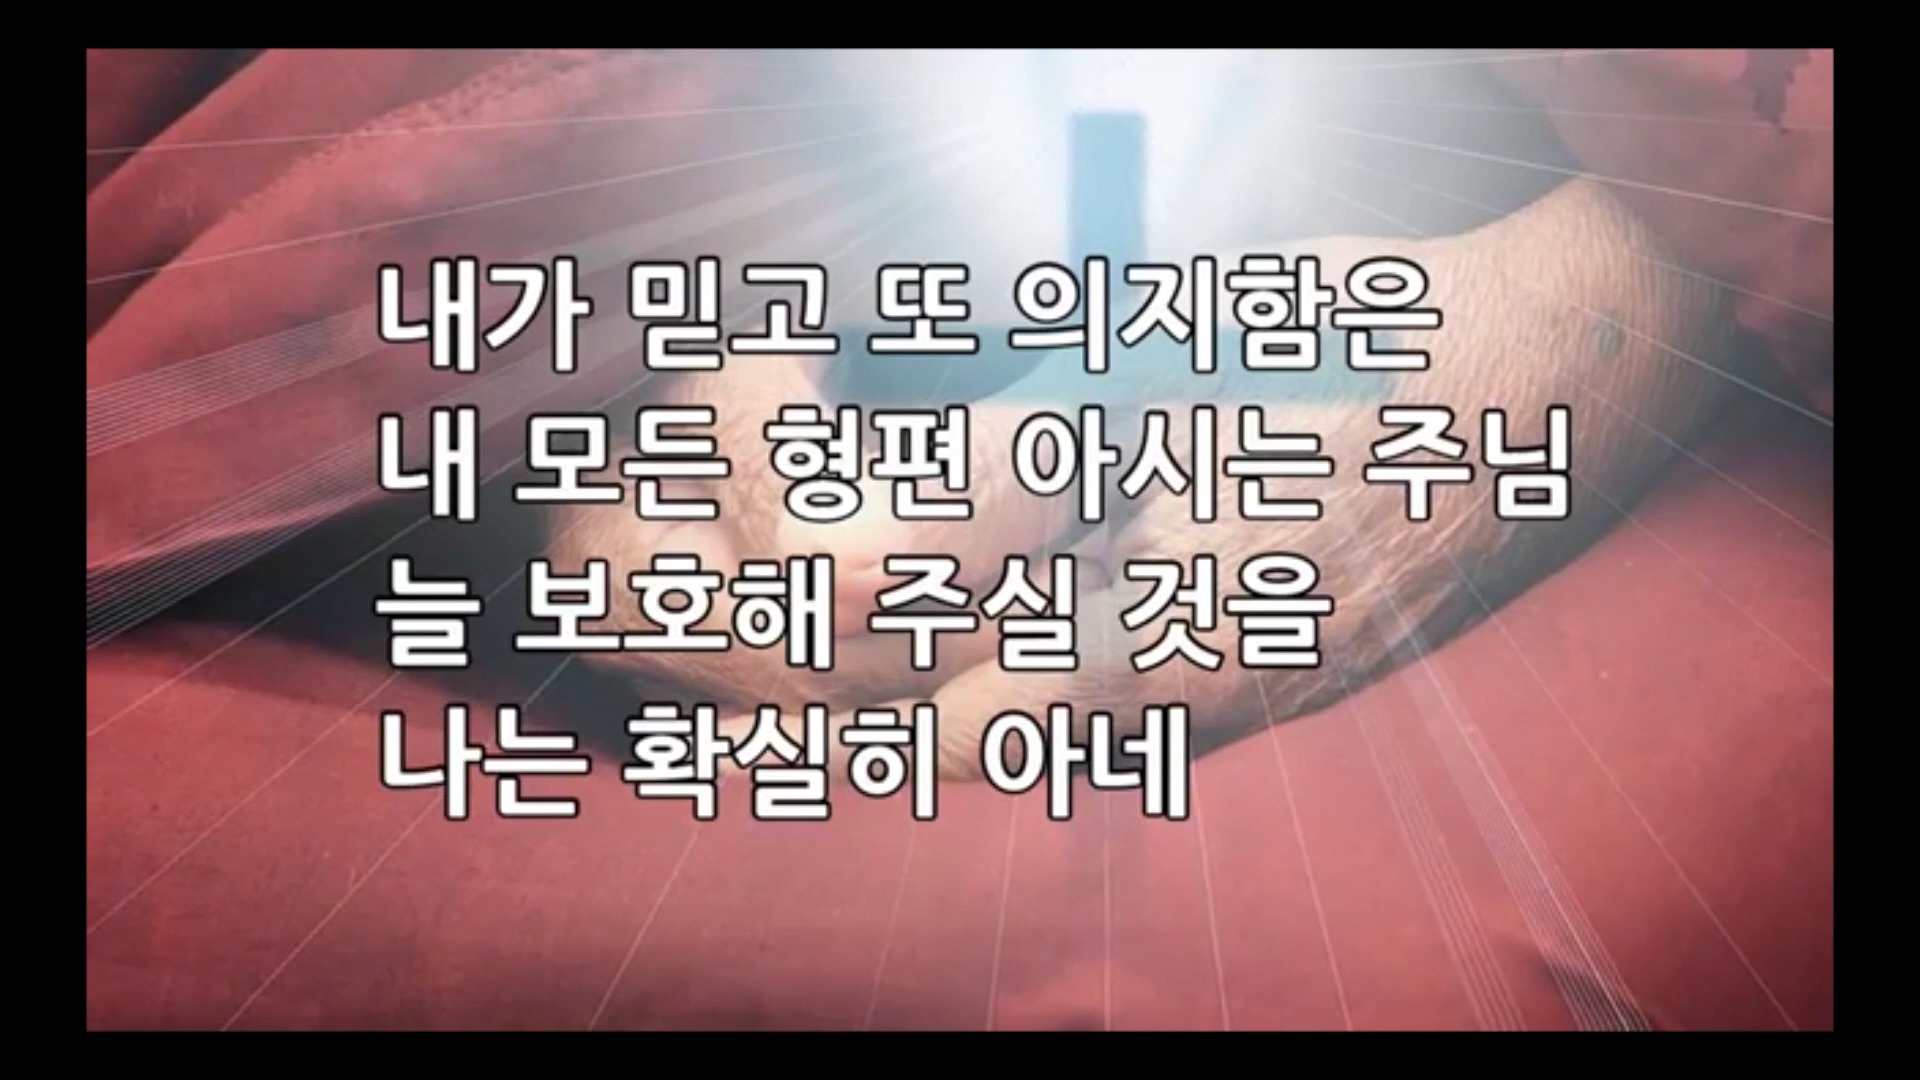 내가 믿고 또 의지함은
내 모든 형편 아시는 주님
늘 보호해 주실 것을
나는 확실히 아네